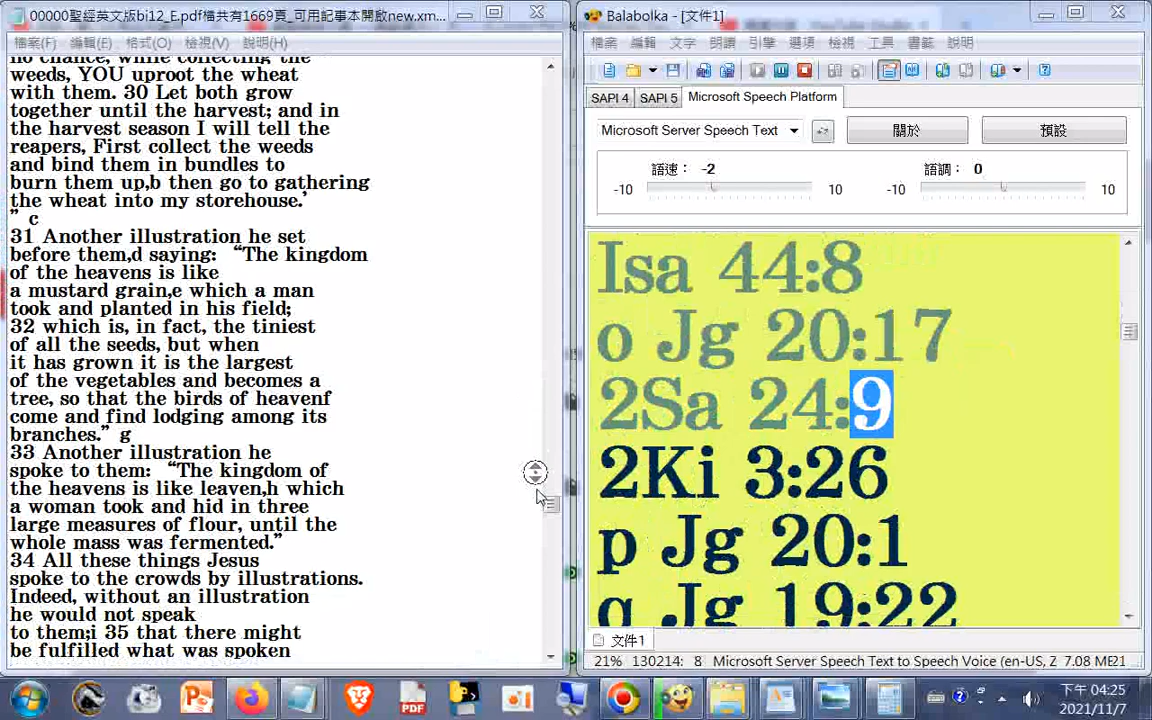 00000聖經英文版bi12_E.pdf檔共有1669頁_可用記事本開啟new.xm...
檔案(F) 編輯(E) 格式(O) 檢視(V) 說明(H)
no chance, while collecting the
weeds, YOU uproot the wheat
with them. 30 Let both grow
together until the harvest; and in
the harvest season I will tell the
reapers, First collect the weeds
and bind them in bundles to
burn them up,b then go to gathering
the wheat into my storehouse.’
” c
31 Another illustration he set
before them,d saying: “The kingdom
of the heavens is like
a mustard grain,e which a man
took and planted in his field;
32 which is, in fact, the tiniest
of all the seeds, but when
it has grown it is the largest
of the vegetables and becomes a
tree, so that the birds of heavenf
come and find lodging among its
branches.” g
33 Another illustration he
spoke to them: “The kingdom of
the heavens is like leaven,h which
a woman took and hid in three
large measures of flour, until the
whole mass was fermented.”
34 All these things Jesus
spoke to the crowds by illustrations.
Indeed, without an illustration
he would not speak
to them;i 35 that there might
be fulfilled what was spoken
Balabolka - [文件1]
檔案 編輯 文字 朗讀 引擎 選項 檢視 工具 書籤 說明
SAPI 4 SAPI 5 Microsoft Speech Platform
Microsoft Server Speech Text 關於 預設
語速： -2 語調： 0
-10 10 -10 10
Isa 44:8
o Jg 20:17
2Sa 24:9
2Ki 3:26
p Jg 20:1
q Jg 19:22
文件1
21% 130214: 8 Microsoft Server Speech Text to Speech Voice (en-US, Z 7.08 ME21
PDF
下午 04:25
2021/11/7